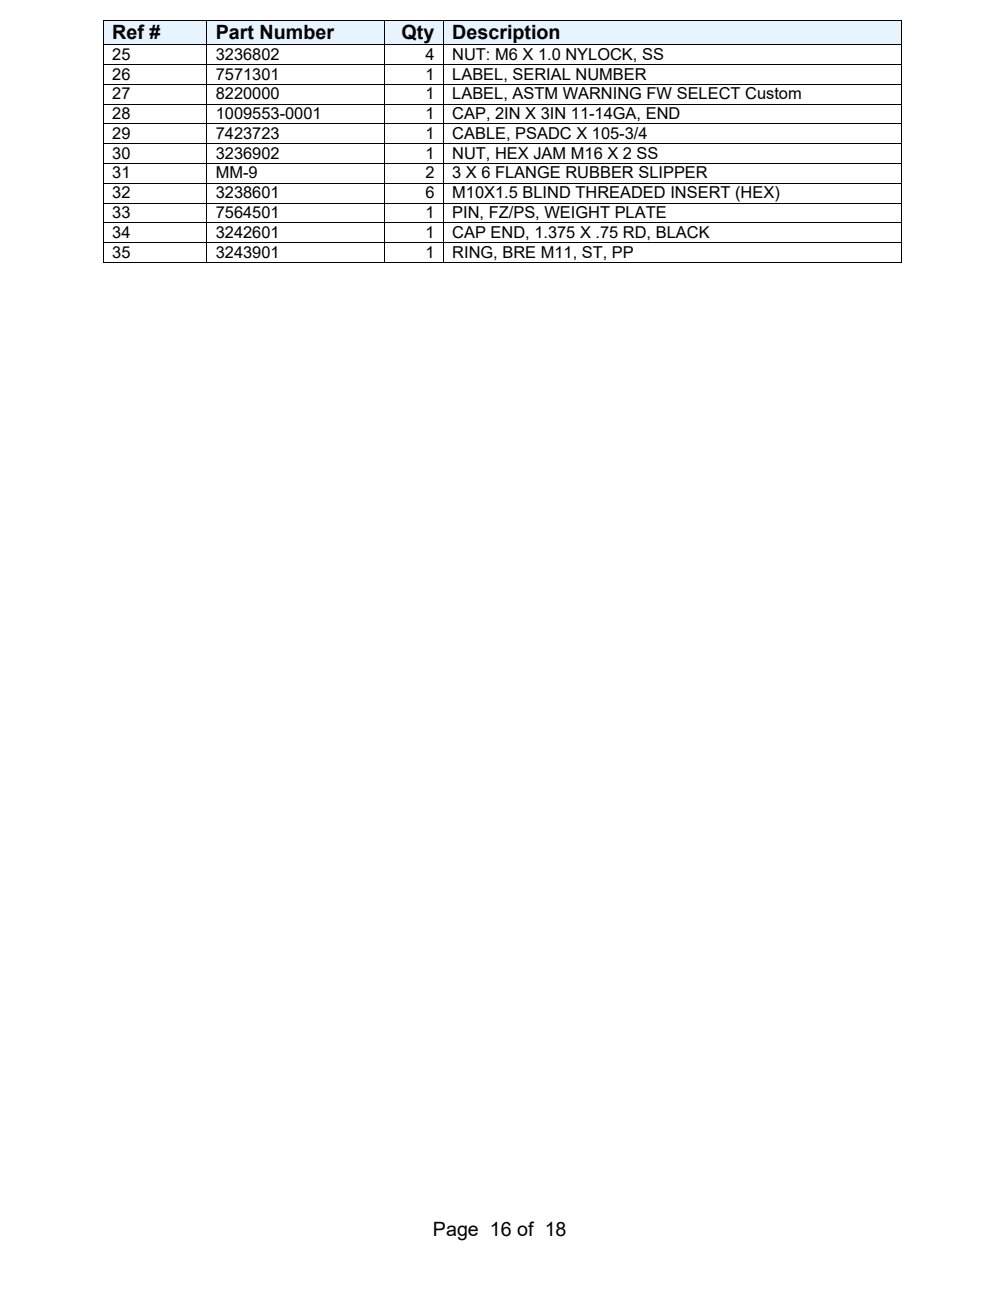 Ref # Part Number Qty Description
25 3236802 4 NUT: M6 X 1.0 NYLOCK, SS
26 7571301 1 LABEL, SERIAL NUMBER
27 8220000 1 LABEL, ASTM WARNING FW SELECT Custom
28 1009553-0001 1 CAP, 2IN X 3IN 11-14GA, END
29 7423723 1 CABLE, PSADC X 105-3/4
30 3236902 1 NUT, HEX JAM M16 X 2 SS
31 MM-9 2 3 X 6 FLANGE RUBBER SLIPPER
32 3238601 6 M10X1.5 BLIND THREADED INSERT (HEX)
33 7564501 1 PIN, FZ/PS, WEIGHT PLATE
34 3242601 1 CAP END, 1.375 X .75 RD, BLACK
35 3243901 1 RING, BRE M11, ST, PP
Page 16 of 18